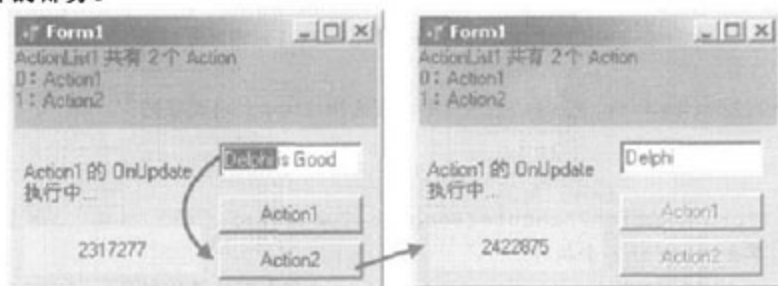 Form1
ActionList1 共有 2个 Action
0：Action1
1：Action2
Action1 的 OnUpdate
执行中...
Delphi is Good
Action1
2317277
Action2
Form1
ActionList1 共有 2个 Action
0：Action1
1：Action2
Action1 的 OnUpdate
执行中...
Delphi
Action1
2422875
Action2